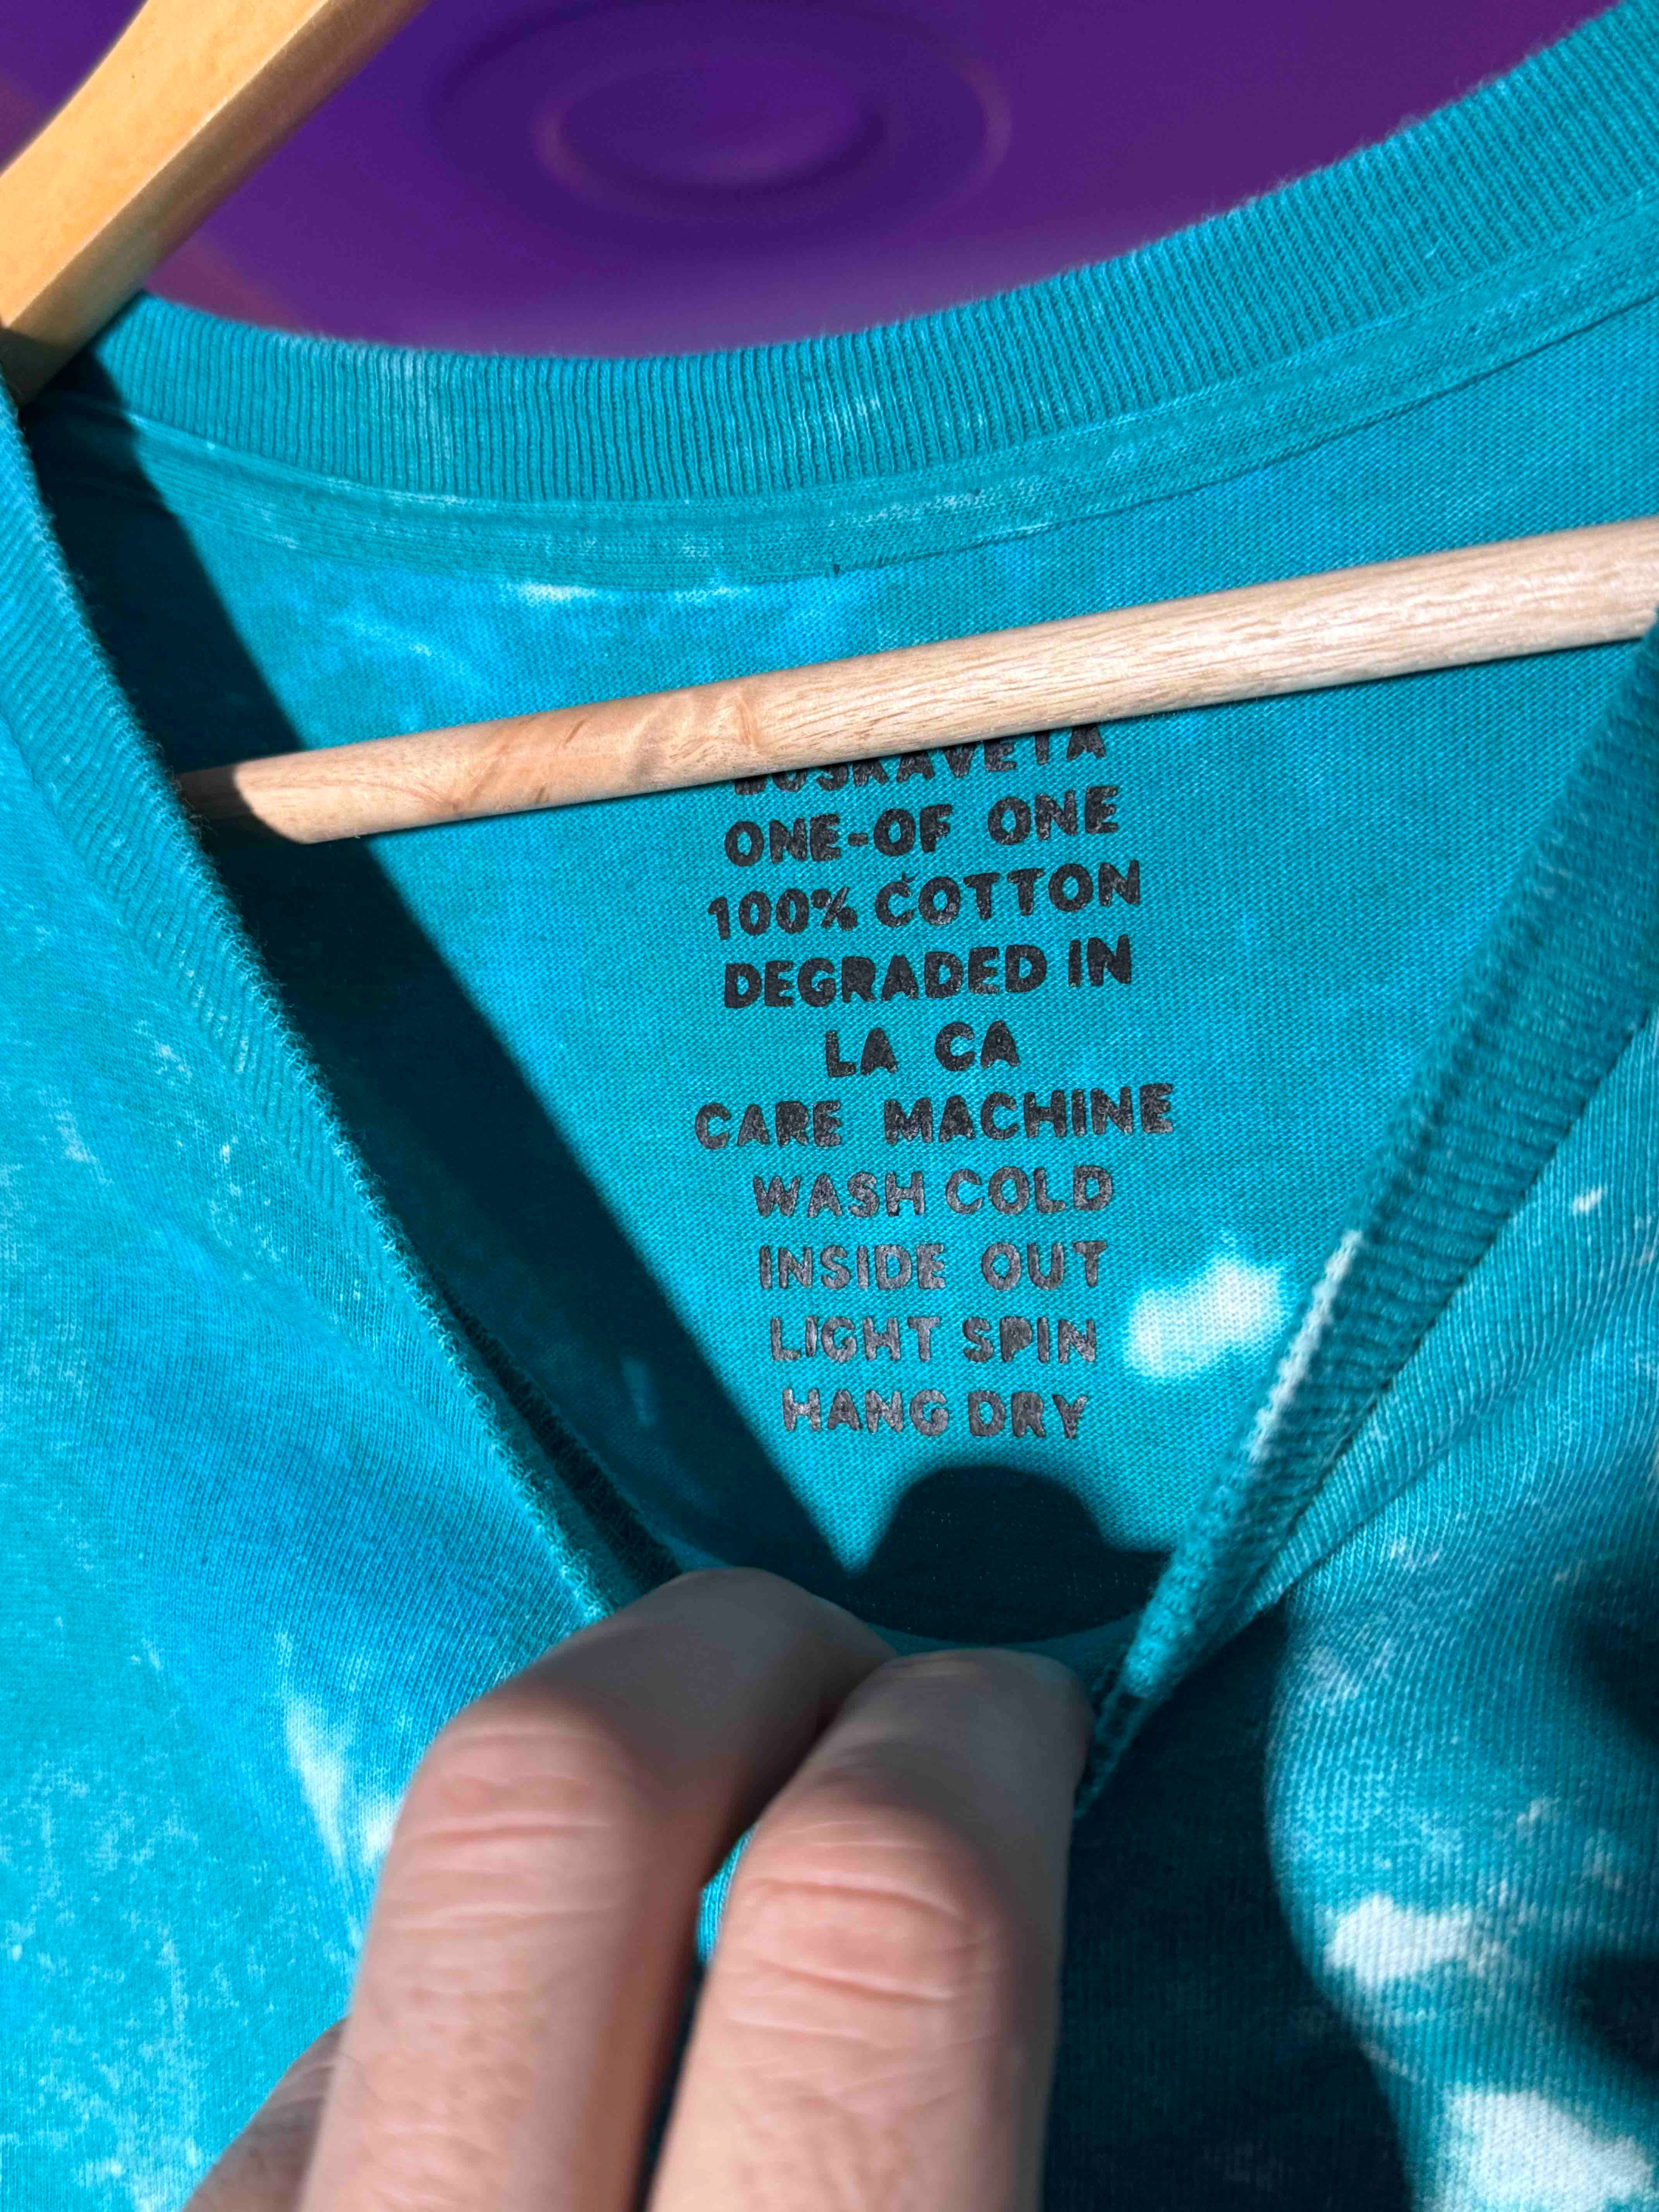 ONE-OF ONE
100% COTTON
DEGRADED IN
LA CA
CARE MACHINE
WASH COLD
INSIDE OUT
LIGHT SPIN
HANG DRY